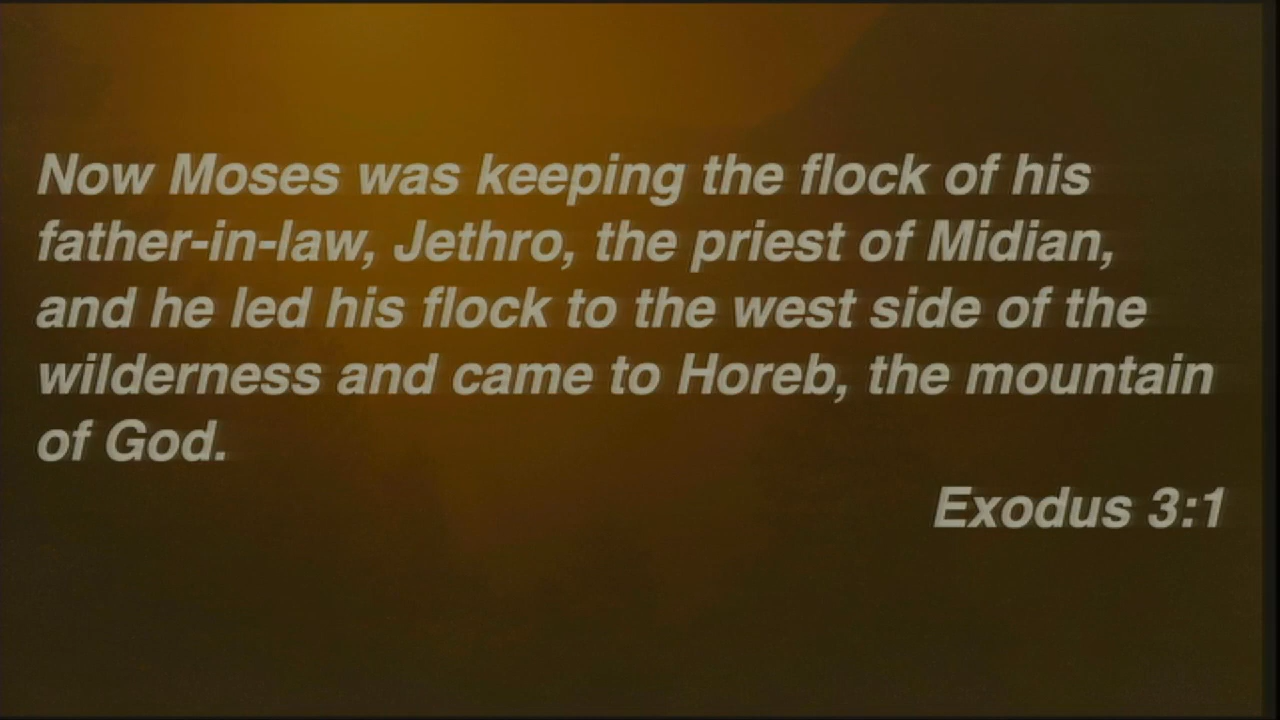 Now Moses was keeping the flock of his
father-in-law, Jethro, the priest of Midian,
and he led his flock to the west side of the
wilderness and came to Horeb, the mountain
of God.
Exodus 3:1